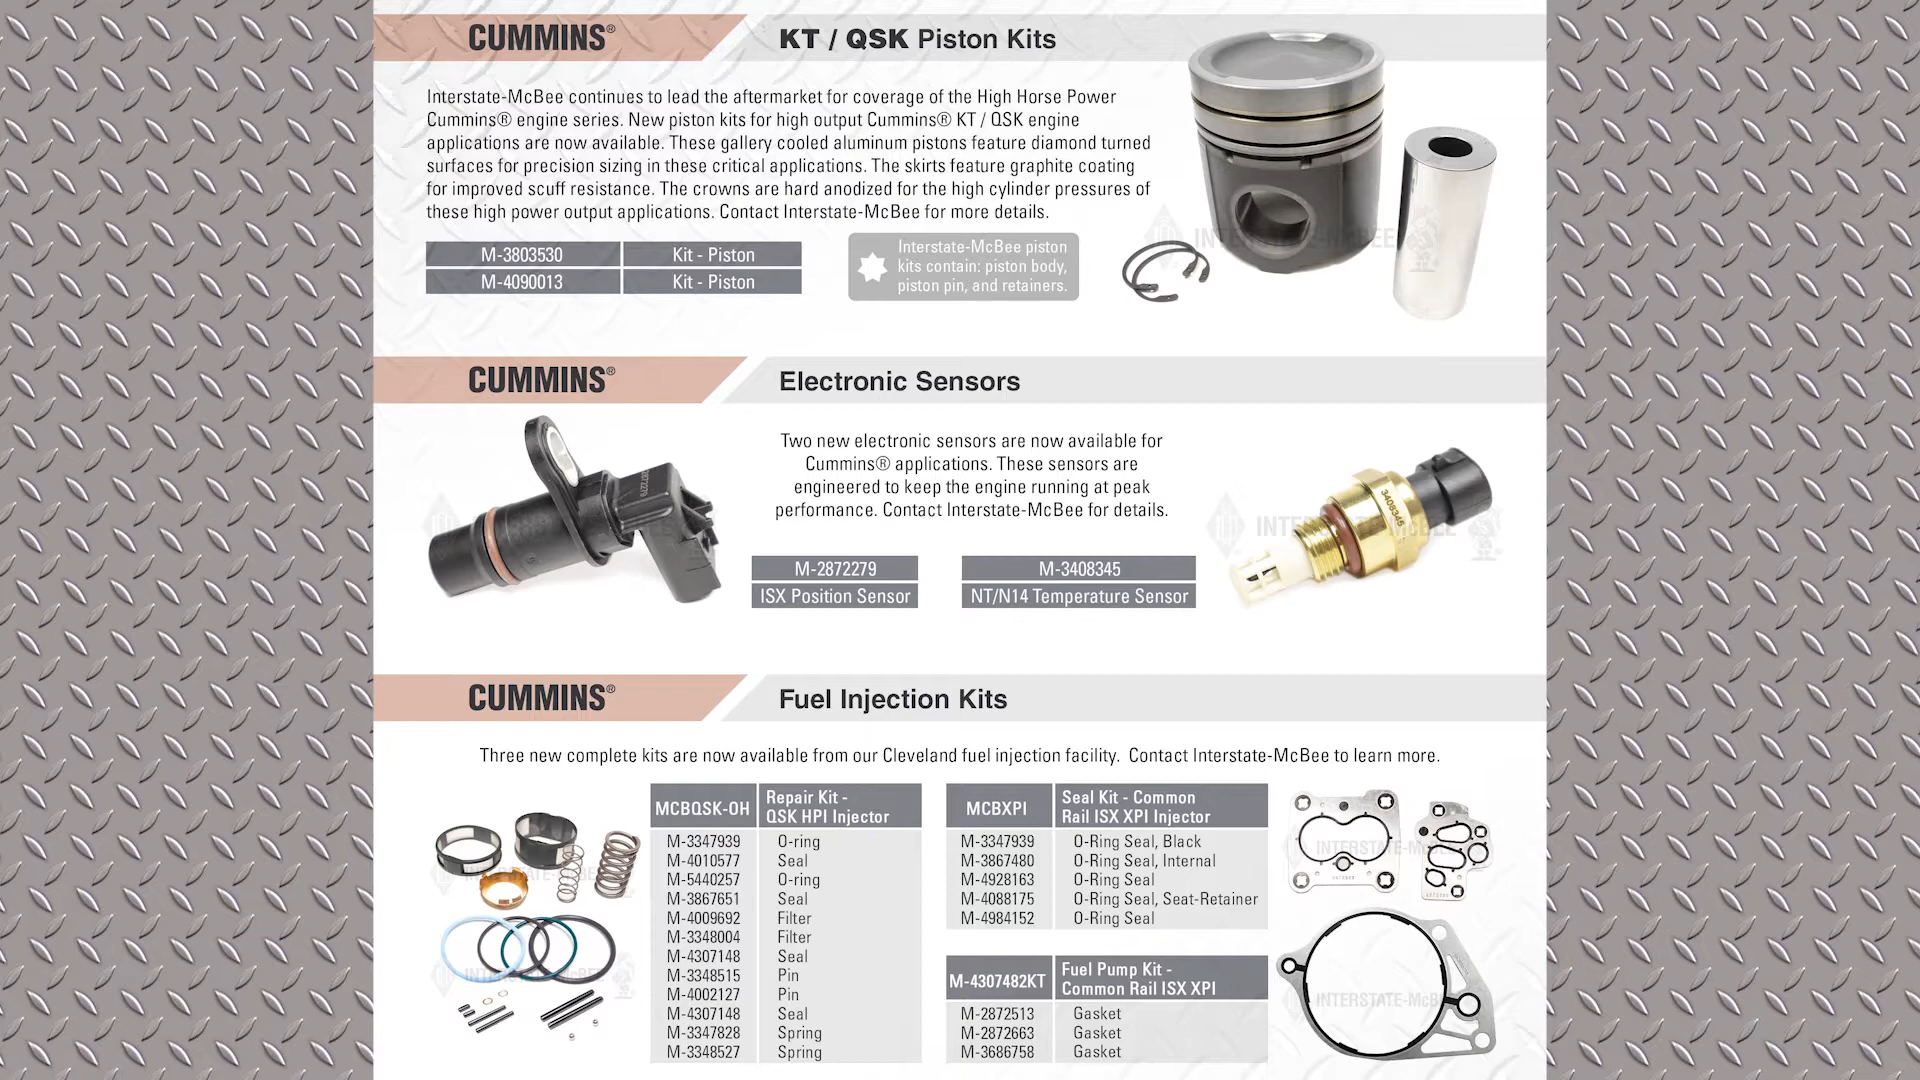 CUMMINS®
KT / QSK Piston Kits
Interstate-McBee continues to lead the aftermarket for coverage of the High Horse Power
Cummins® engine series. New piston kits for high output Cummins® KT / QSK engine
applications are now available. These gallery cooled aluminum pistons feature diamond turned
surfaces for precision sizing in these critical applications. The skirts feature graphite coating
for improved scuff resistance. The crowns are hard anodized for the high cylinder pressures of
these high power output applications. Contact Interstate-McBee for more details.
M-3803530 Kit - Piston
M-4090013 Kit - Piston
Interstate-McBee piston
kits contain: piston body,
piston pin, and retainers.
INTERSTATE-McBEE
CUMMINS®
Electronic Sensors
Two new electronic sensors are now available for
Cummins® applications. These sensors are
engineered to keep the engine running at peak
performance. Contact Interstate-McBee for details.
M-2872279
ISX Position Sensor
M-3408345
NT/N14 Temperature Sensor
3408345
INTERSTATE-McBEE
CUMMINS®
Fuel Injection Kits
Three new complete kits are now available from our Cleveland fuel injection facility. Contact Interstate-McBee to learn more.
MCBQSK-OH Repair Kit -
QSK HPI Injector
M-3347939 O-ring
M-4010577 Seal
M-5440257 O-ring
M-3867651 Seal
M-4009692 Filter
M-3348004 Filter
M-4307148 Seal
M-3348515 Pin
M-4002127 Pin
M-4307148 Seal
M-3347828 Spring
M-3348527 Spring
MCBXPI Seal Kit - Common
Rail ISX XPI Injector
M-3347939 O-Ring Seal, Black
M-3867480 O-Ring Seal, Internal
M-4928163 O-Ring Seal
M-4088175 O-Ring Seal, Seat-Retainer
M-4984152 O-Ring Seal
M-4307482KT Fuel Pump Kit -
Common Rail ISX XPI
M-2872513 Gasket
M-2872663 Gasket
M-3686758 Gasket
INTERSTATE-McBEE